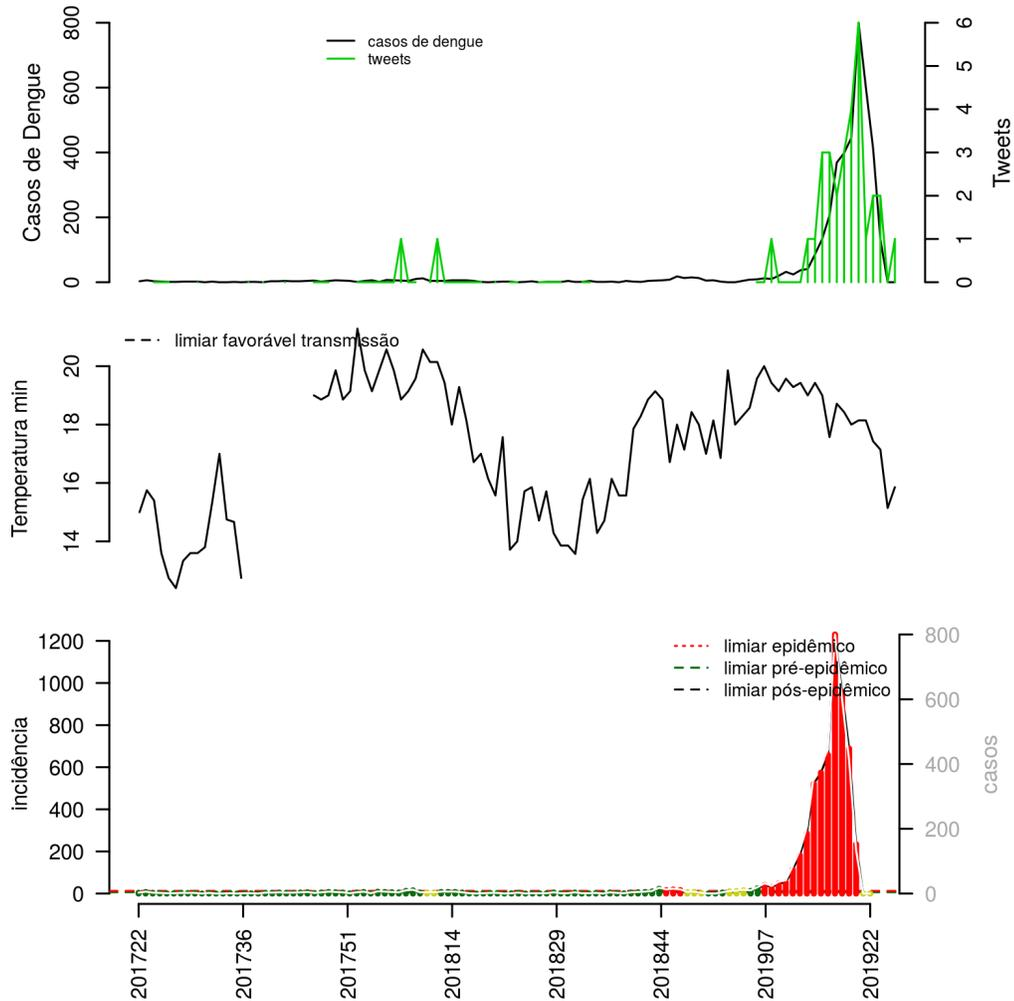 casos de dengue
tweets
Casos de Dengue
0 200 400 600 800
Tweets
0 1 2 3 4 5 6
limiar favorável transmissão
Temperatura min
14 16 18 20
limiar epidêmico
limiar pré-epidêmico
limiar pós-epidêmico
incidência
0 200 400 600 800 1000 1200
casos
0 200 400 600 800
201722 201736 201751 201814 201829 201844 201907 201922